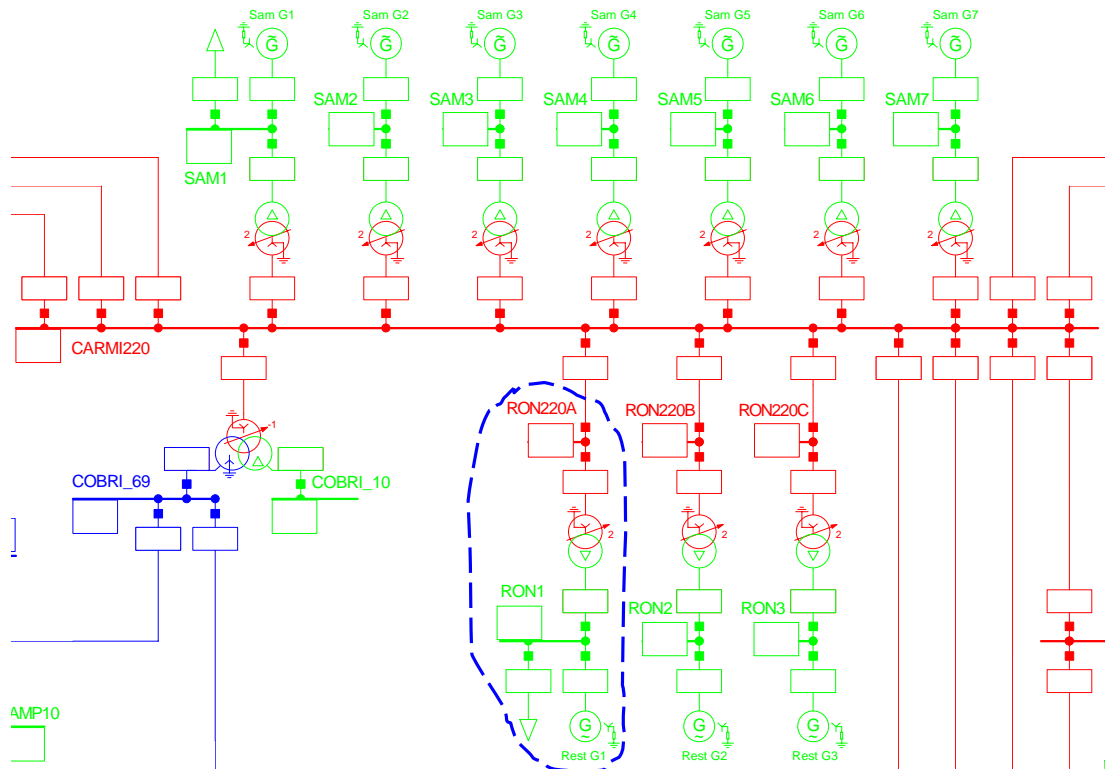 Sam G1
Sam G2
Sam G3
Sam G4
Sam G5
Sam G6
Sam G7
G̃
G̃
G̃
G̃
G̃
G̃
G̃
SAM1
SAM2
SAM3
SAM4
SAM5
SAM6
SAM7
2
2
2
2
2
2
2
CARMI220
-1
RON220A
RON220B
RON220C
COBRI_69
COBRI_10
2
2
2
RON1
RON2
RON3
AMP10
G
~
G
~
G
~
Rest G1
Rest G2
Rest G3